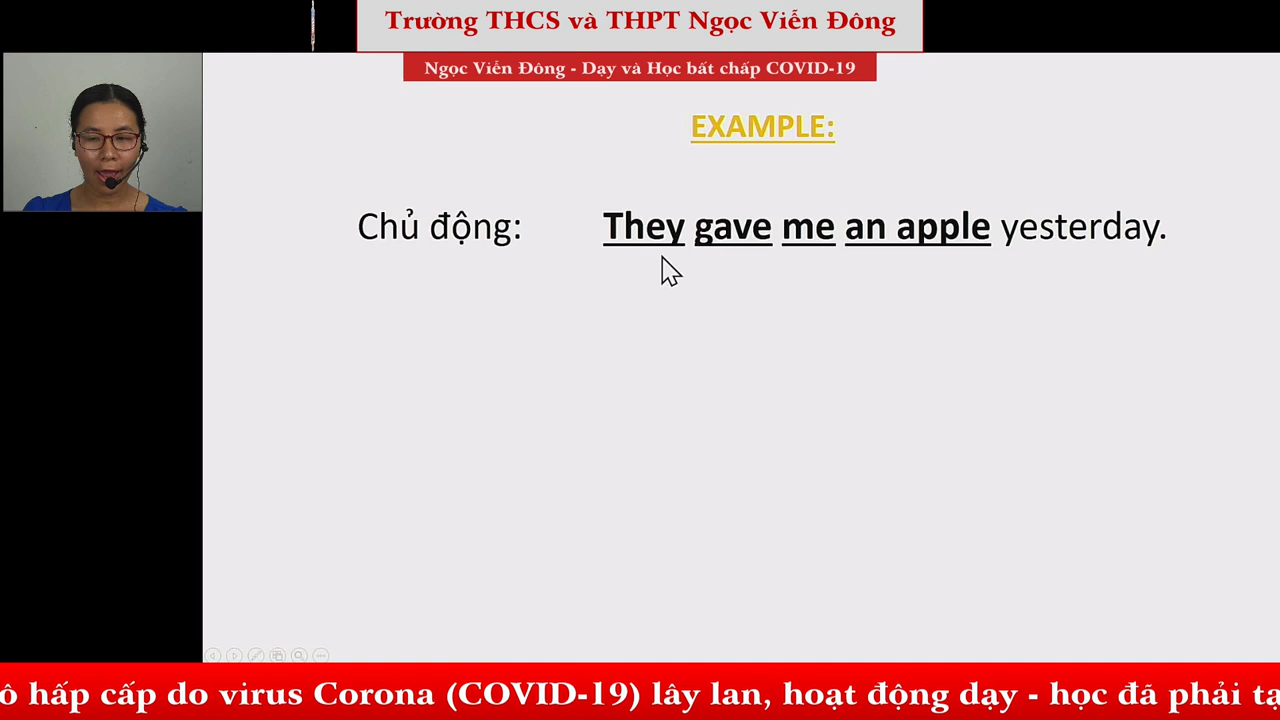 Trường THCS và THPT Ngọc Viễn Đông
Ngọc Viễn Đông - Dạy và Học bất chấp COVID-19
EXAMPLE:
Chủ động: They gave me an apple yesterday.
ô hấp cấp do virus Corona (COVID-19) lây lan, hoạt động dạy - học đã phải tạ